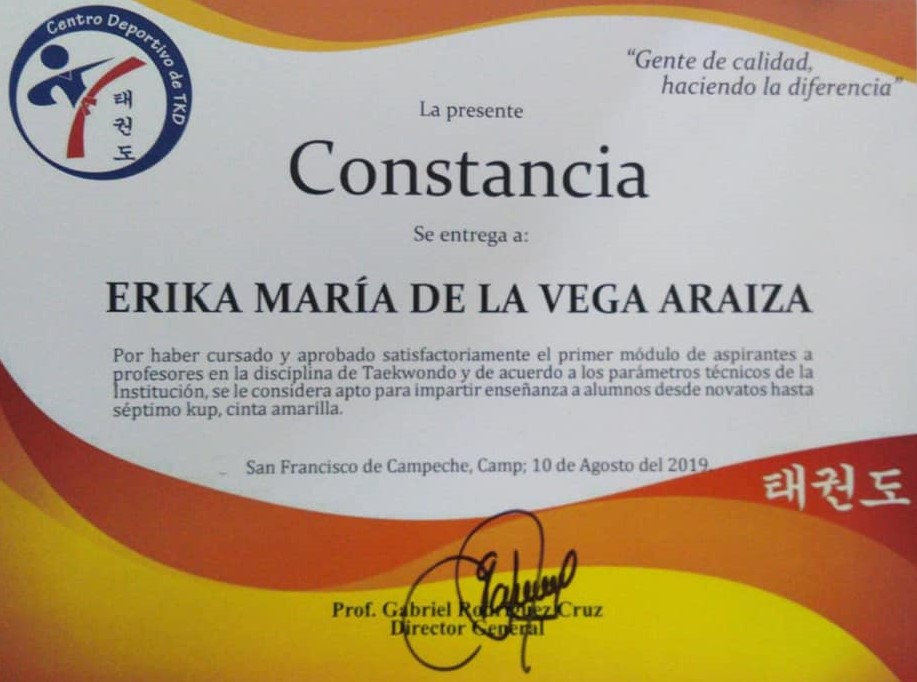 Centro Deportivo de TKD
태
권
도
"Gente de calidad,
haciendo la diferencia"
La presente
Constancia
Se entrega a:
ERIKA MARÍA DE LA VEGA ARAIZA
Por haber cursado y aprobado satisfactoriamente el primer módulo de aspirantes a
profesores en la disciplina de Taekwondo y de acuerdo a los parámetros técnicos de la
Institución, se le considera apto para impartir enseñanza a alumnos desde novatos hasta
séptimo kup, cinta amarilla.
San Francisco de Campeche, Camp; 10 de Agosto del 2019.
태권도
Prof. Gabriel Rodríguez Cruz
Director General